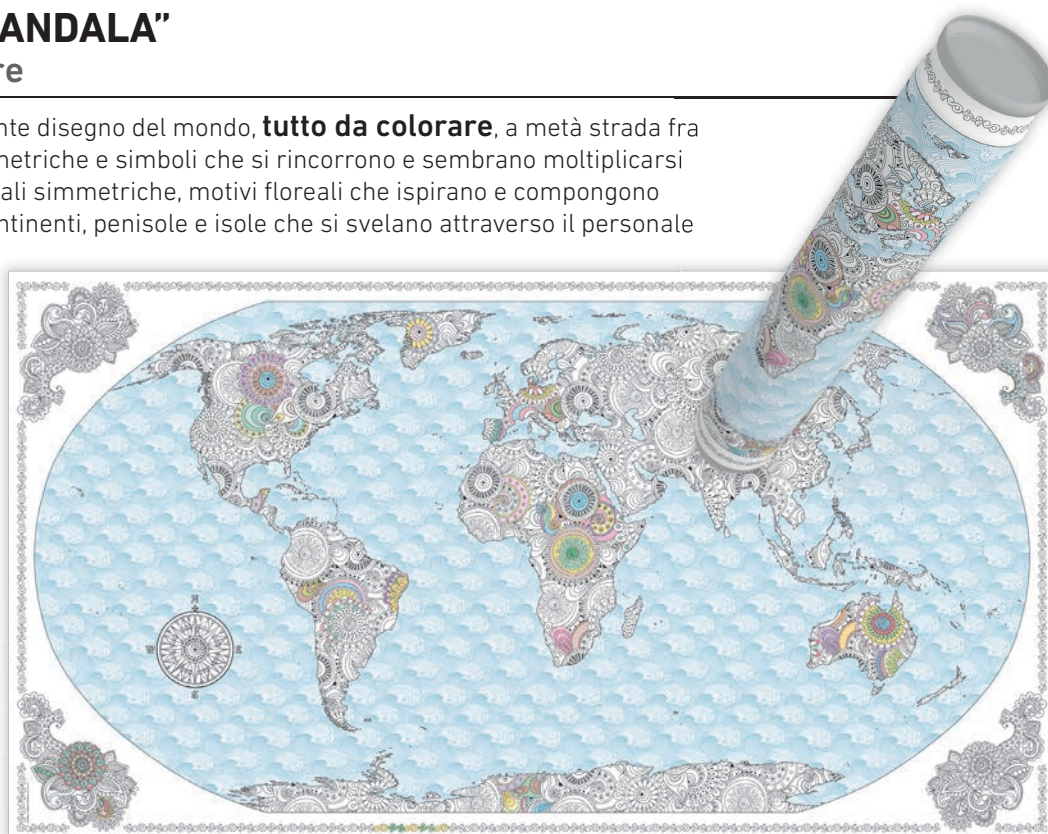 ANDALA”
re
nte disegno del mondo, tutto da colorare, a metà strada fra
metriche e simboli che si rincorrono e sembrano moltiplicarsi
ali simmetriche, motivi floreali che ispirano e compongono
ntinenti, penisole e isole che si svelano attraverso il personale